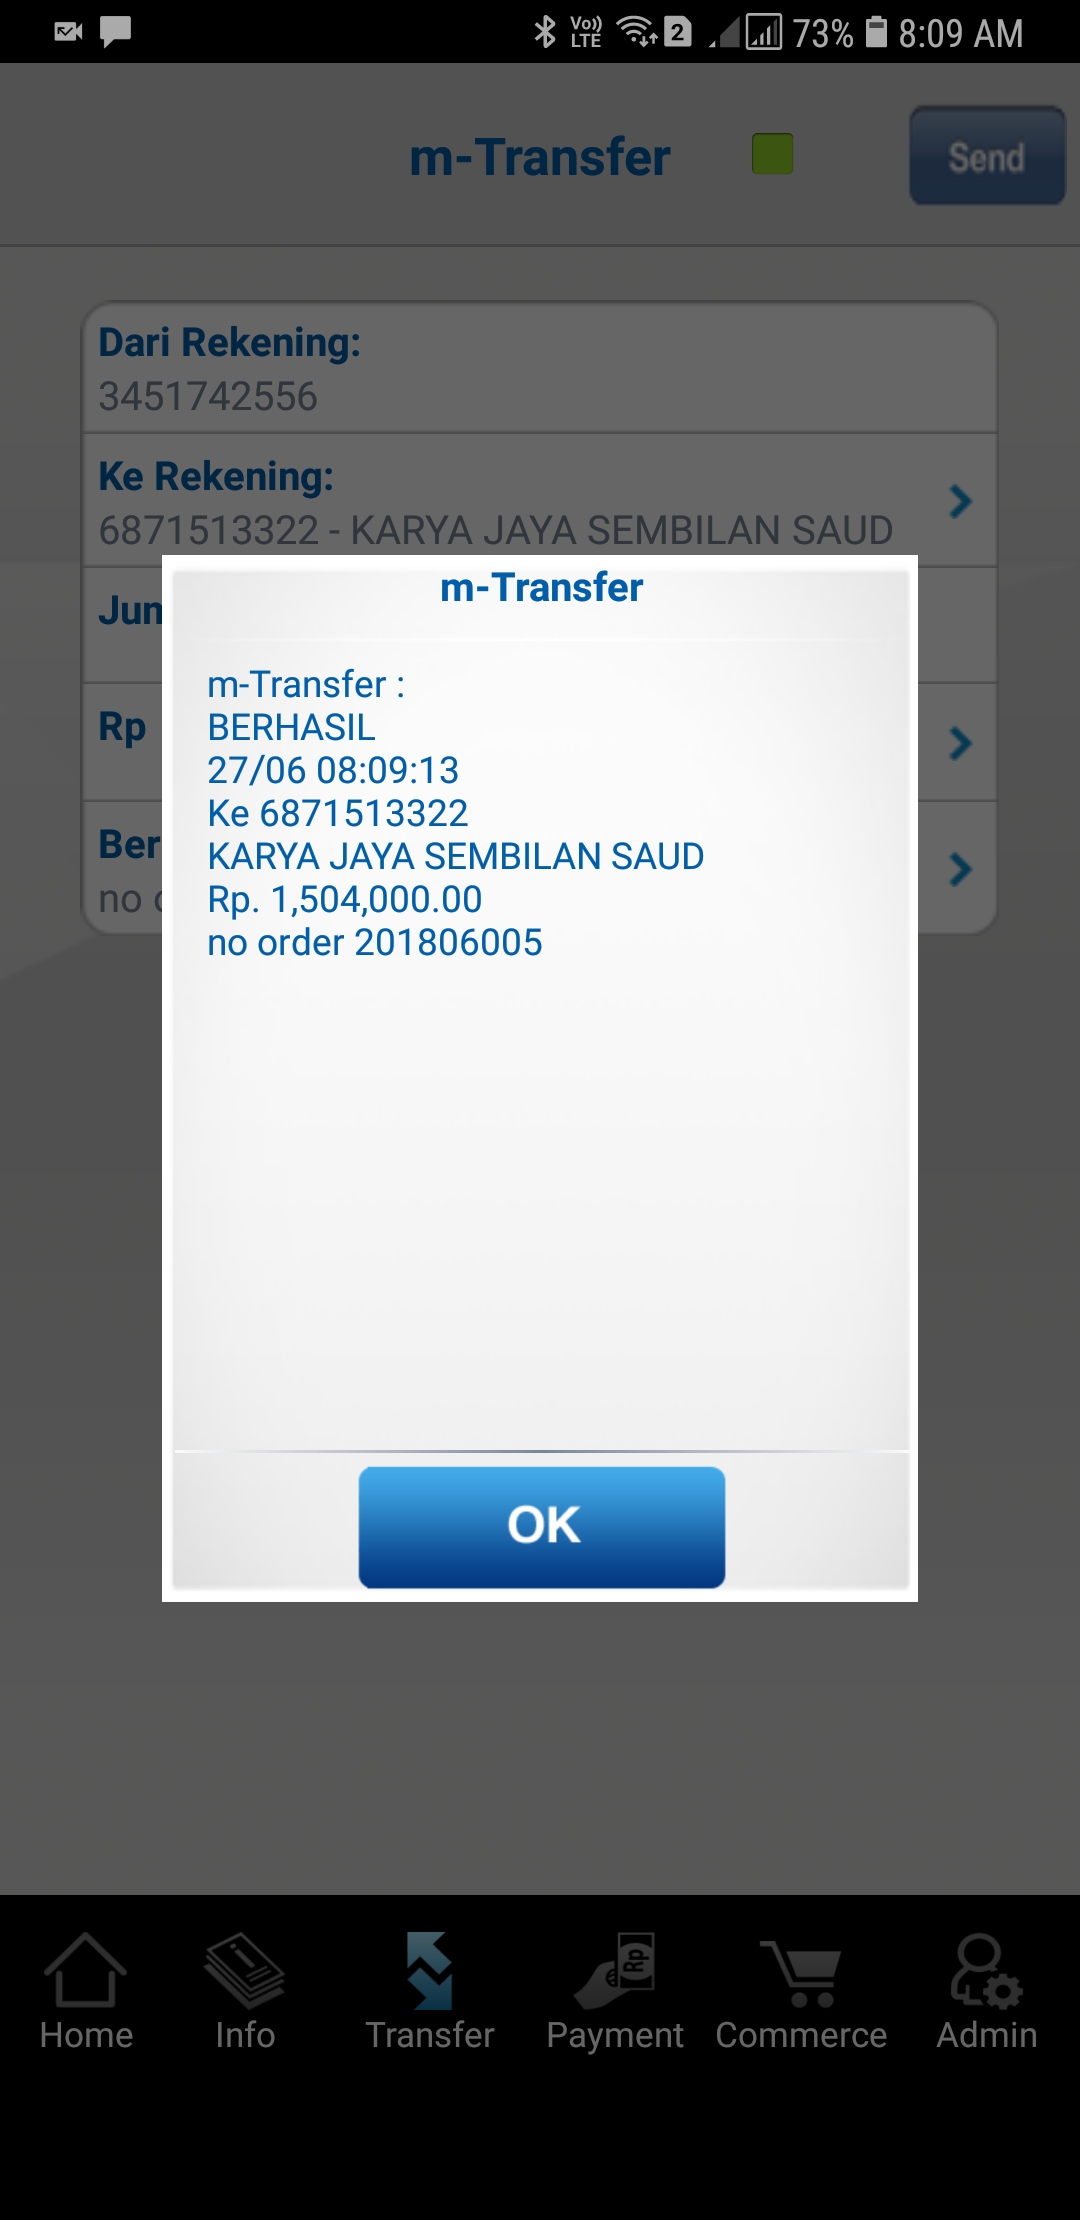 Vo))
LTE
2
73%
8:09 AM
m-Transfer
Send
Dari Rekening:
3451742556
Ke Rekening:
6871513322 - KARYA JAYA SEMBILAN SAUD
Jum
Rp
Ber
no
m-Transfer
m-Transfer :
BERHASIL
27/06 08:09:13
Ke 6871513322
KARYA JAYA SEMBILAN SAUD
Rp. 1,504,000.00
no order 201806005
OK
Rp
Home
Info
Transfer
Payment
Commerce
Admin